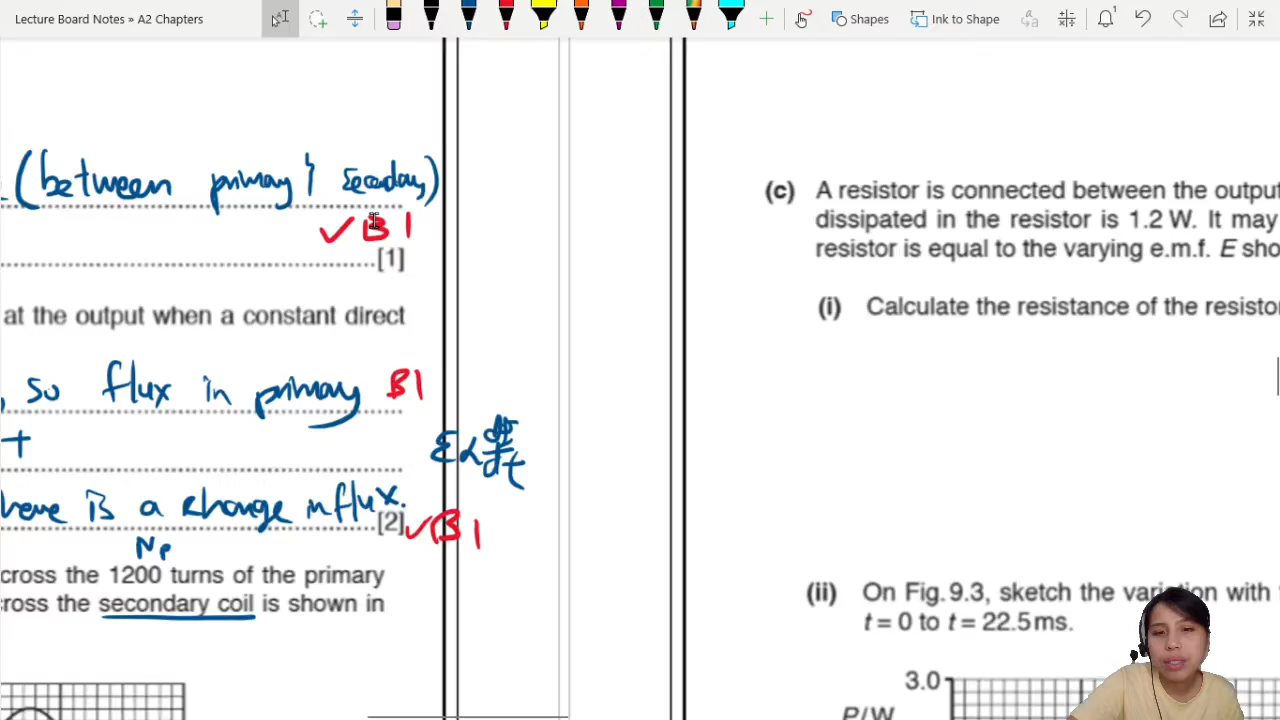 Lecture Board Notes » A2 Chapters
Shapes
Ink to Shape
(between primary & Secondary)
✓ B1
[1]
at the output when a constant direct
, so flux in primary B1
ε ∝ dΦ/dt
here is a change in flux.
[2] ✓ B1
Np
cross the 1200 turns of the primary
ross the secondary coil is shown in
(c) A resistor is connected between the output
dissipated in the resistor is 1.2 W. It may
resistor is equal to the varying e.m.f. E sho
(i) Calculate the resistance of the resistor
(ii) On Fig. 9.3, sketch the variation with
t = 0 to t = 22.5 ms.
3.0
P/W